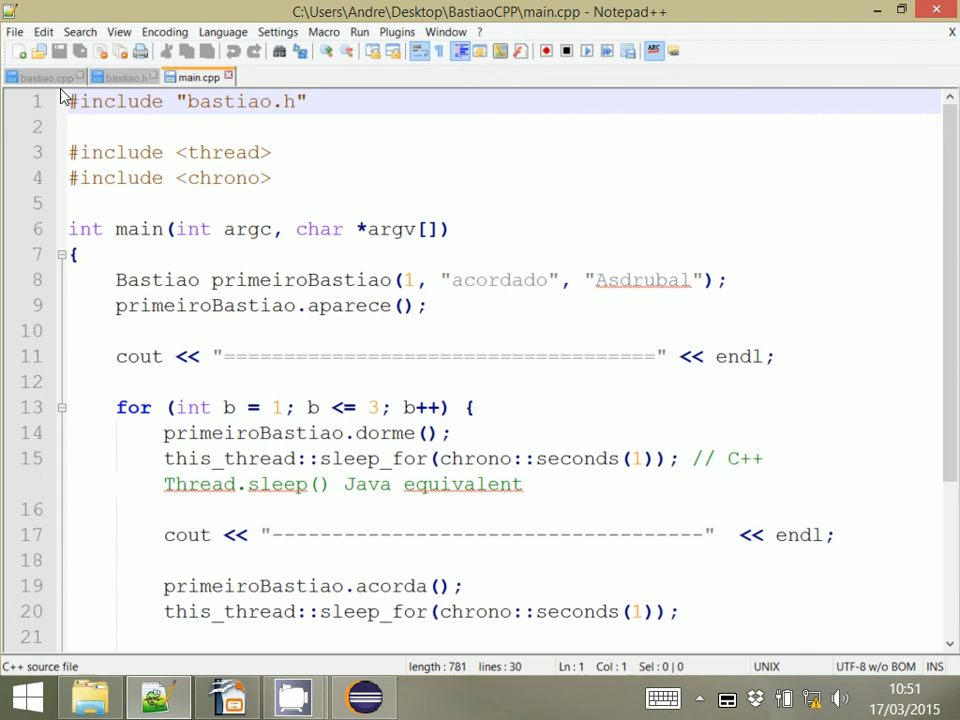 C:\Users\Andre\Desktop\BastiaoCPP\main.cpp - Notepad++
File Edit Search View Encoding Language Settings Macro Run Plugins Window ? X
bastiao.cpp bastiao.h main.cpp
1 #include "bastiao.h"
2
3 #include <thread>
4 #include <chrono>
5
6 int main(int argc, char *argv[])
7 {
8 Bastiao primeiroBastiao(1, "acordado", "Asdrubal");
9 primeiroBastiao.aparece();
10
11 cout << "====================================" << endl;
12
13 for (int b = 1; b <= 3; b++) {
14 primeiroBastiao.dorme();
15 this_thread::sleep_for(chrono::seconds(1)); // C++
Thread.sleep() Java equivalent
16
17 cout << "------------------------------------" << endl;
18
19 primeiroBastiao.acorda();
20 this_thread::sleep_for(chrono::seconds(1));
21
C++ source file length : 781 lines : 30 Ln : 1 Col : 1 Sel : 0 | 0 UNIX UTF-8 w/o BOM INS
10:51
17/03/2015